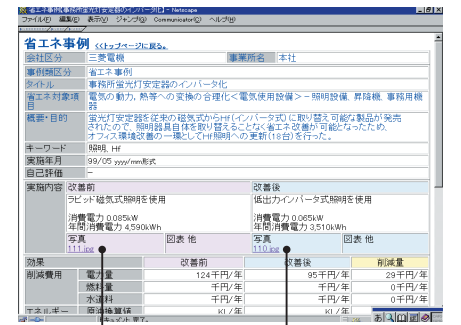 省エネ事例(事務所蛍光灯安定器のインバータ化) - Netscape
ファイル(F) 編集(E) 表示(V) ジャンプ(G) Communicator(C) ヘルプ(H)
省エネ事例 <<トップページに戻る。
会社区分 三菱電機 事業所名 本社
事例類区分 省エネ事例
タイトル 事務所蛍光灯安定器のインバータ化
省エネ対象項目 電気の動力,熱等への変換の合理化<電気使用設備>-照明設備,昇降機,事務用機器
概要・目的 蛍光灯安定器を従来の磁気式からHf(インバータ式)に取り替え可能な製品が発売
されたので、照明器具自体を取り替えることなく省エネ改善が可能となったため、
オフィス環境改善の一環としてHf照明への更新(18台)を行った。
キーワード 照明, Hf
実施年月 99/05 yyyy/mm形式
自己評価 -
実施内容 改善前 改善後
ラピッド磁気式照明を使用 低出力インバータ式照明を使用
消費電力 0.085kW 消費電力 0.065kW
年間消費電力 4,590kWh 年間消費電力 3,510kWh
写真 図表 他 写真 図表 他
111.jpg 110.jpg
効果 改善前 改善後 削減量
削減費用 電力量 124千円/年 95千円/年 29千円/年
燃料量 千円/年 千円/年 0千円/年
水道料 千円/年 千円/年 0千円/年
エネルギー 原油換算値 KL/年 KL/年 KL/年